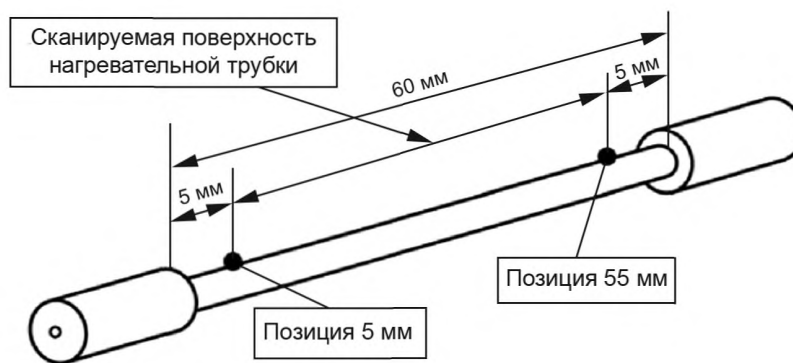 Сканируемая поверхность
нагревательной трубки
60 мм
5 мм
5 мм
Позиция 55 мм
Позиция 5 мм